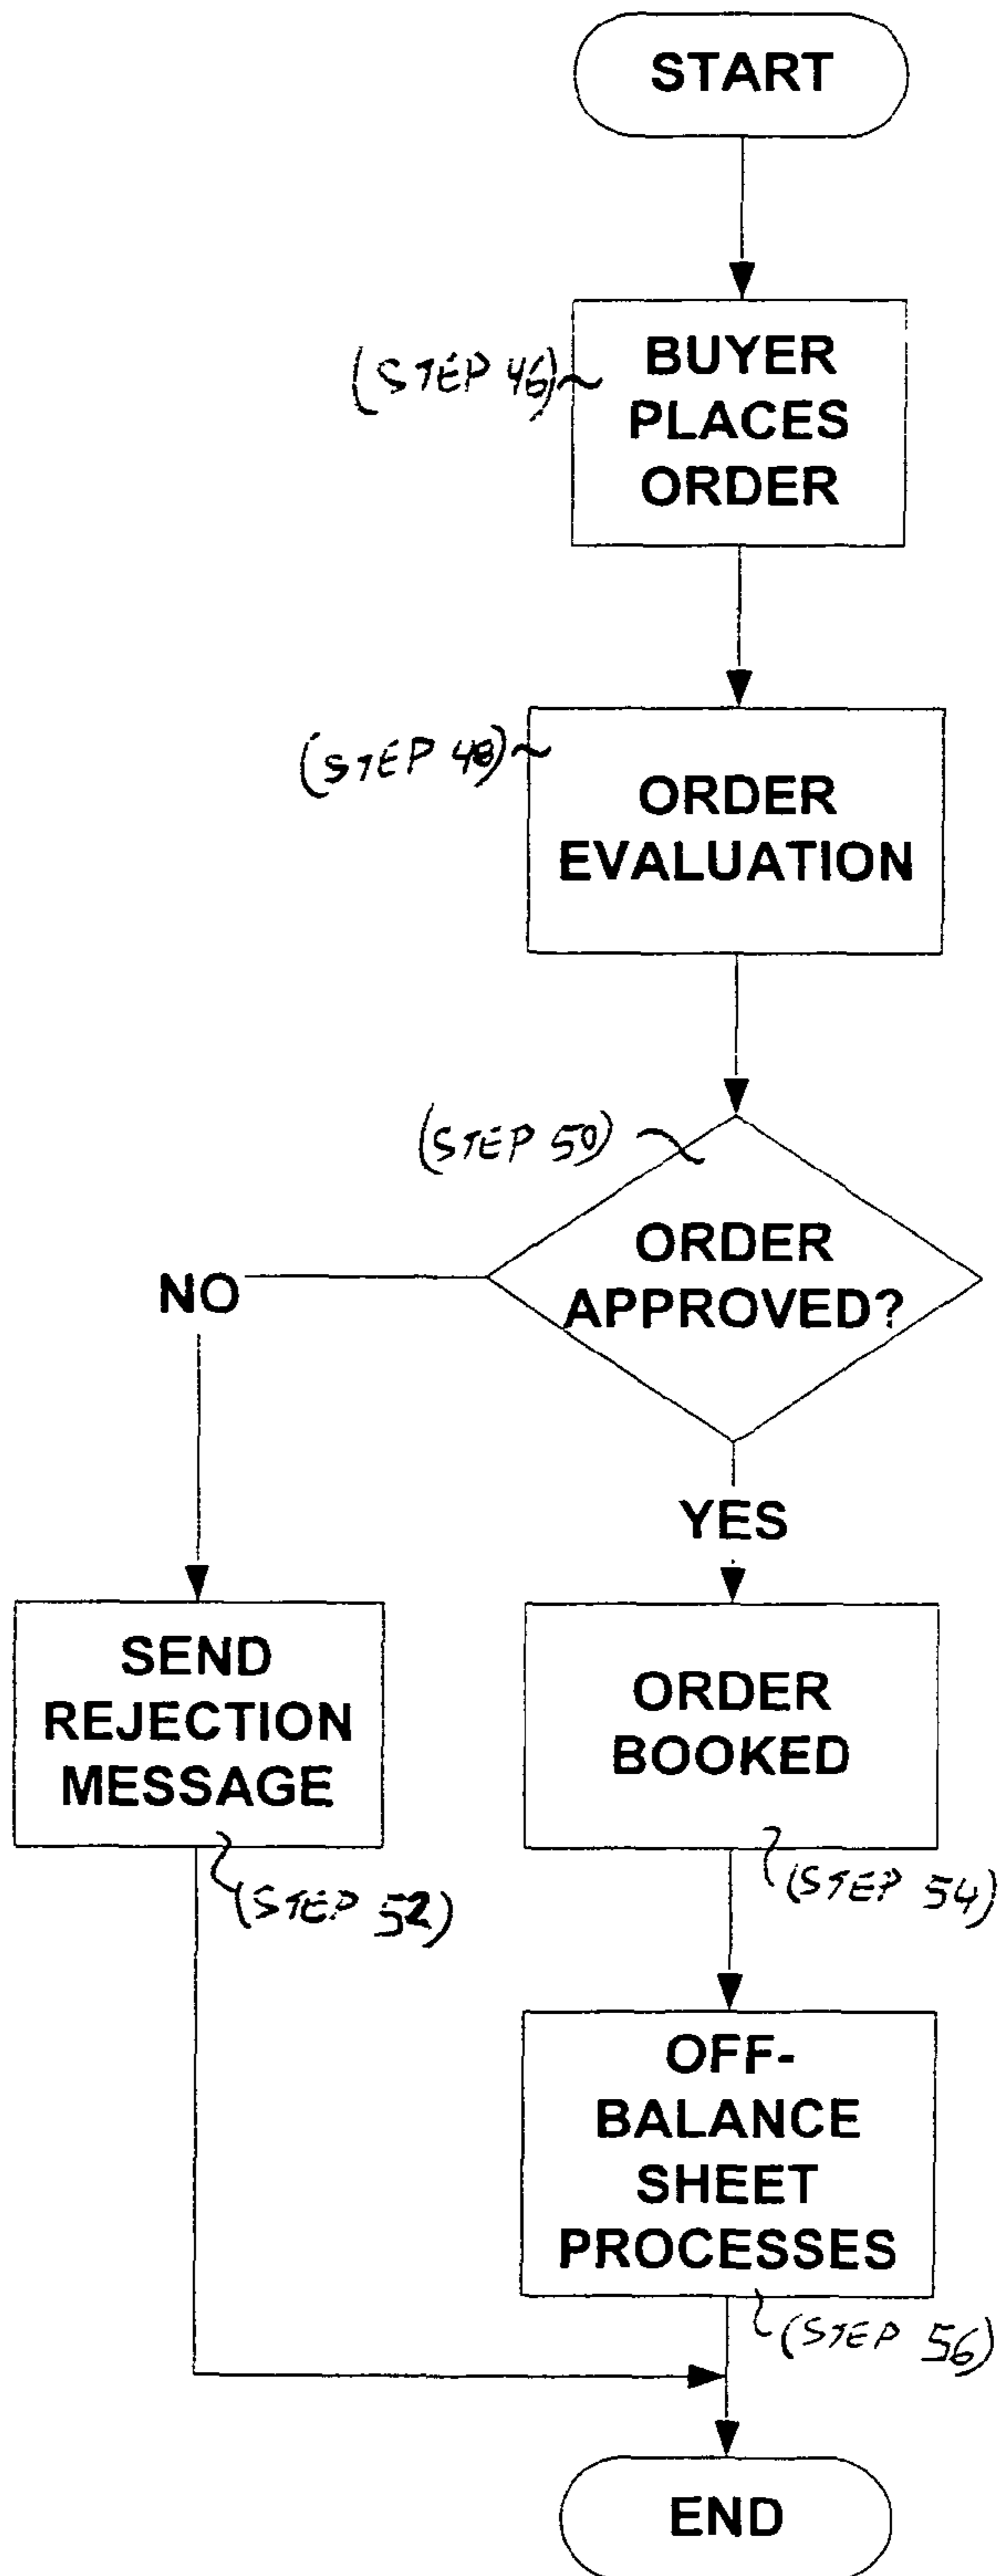 START
(STEP 46)
BUYER
PLACES
ORDER
(STEP 48)
ORDER
EVALUATION
(STEP 50)
ORDER
APPROVED?
NO
YES
SEND
REJECTION
MESSAGE
(STEP 52)
ORDER
BOOKED
(STEP 54)
OFF-
BALANCE
SHEET
PROCESSES
(STEP 56)
END